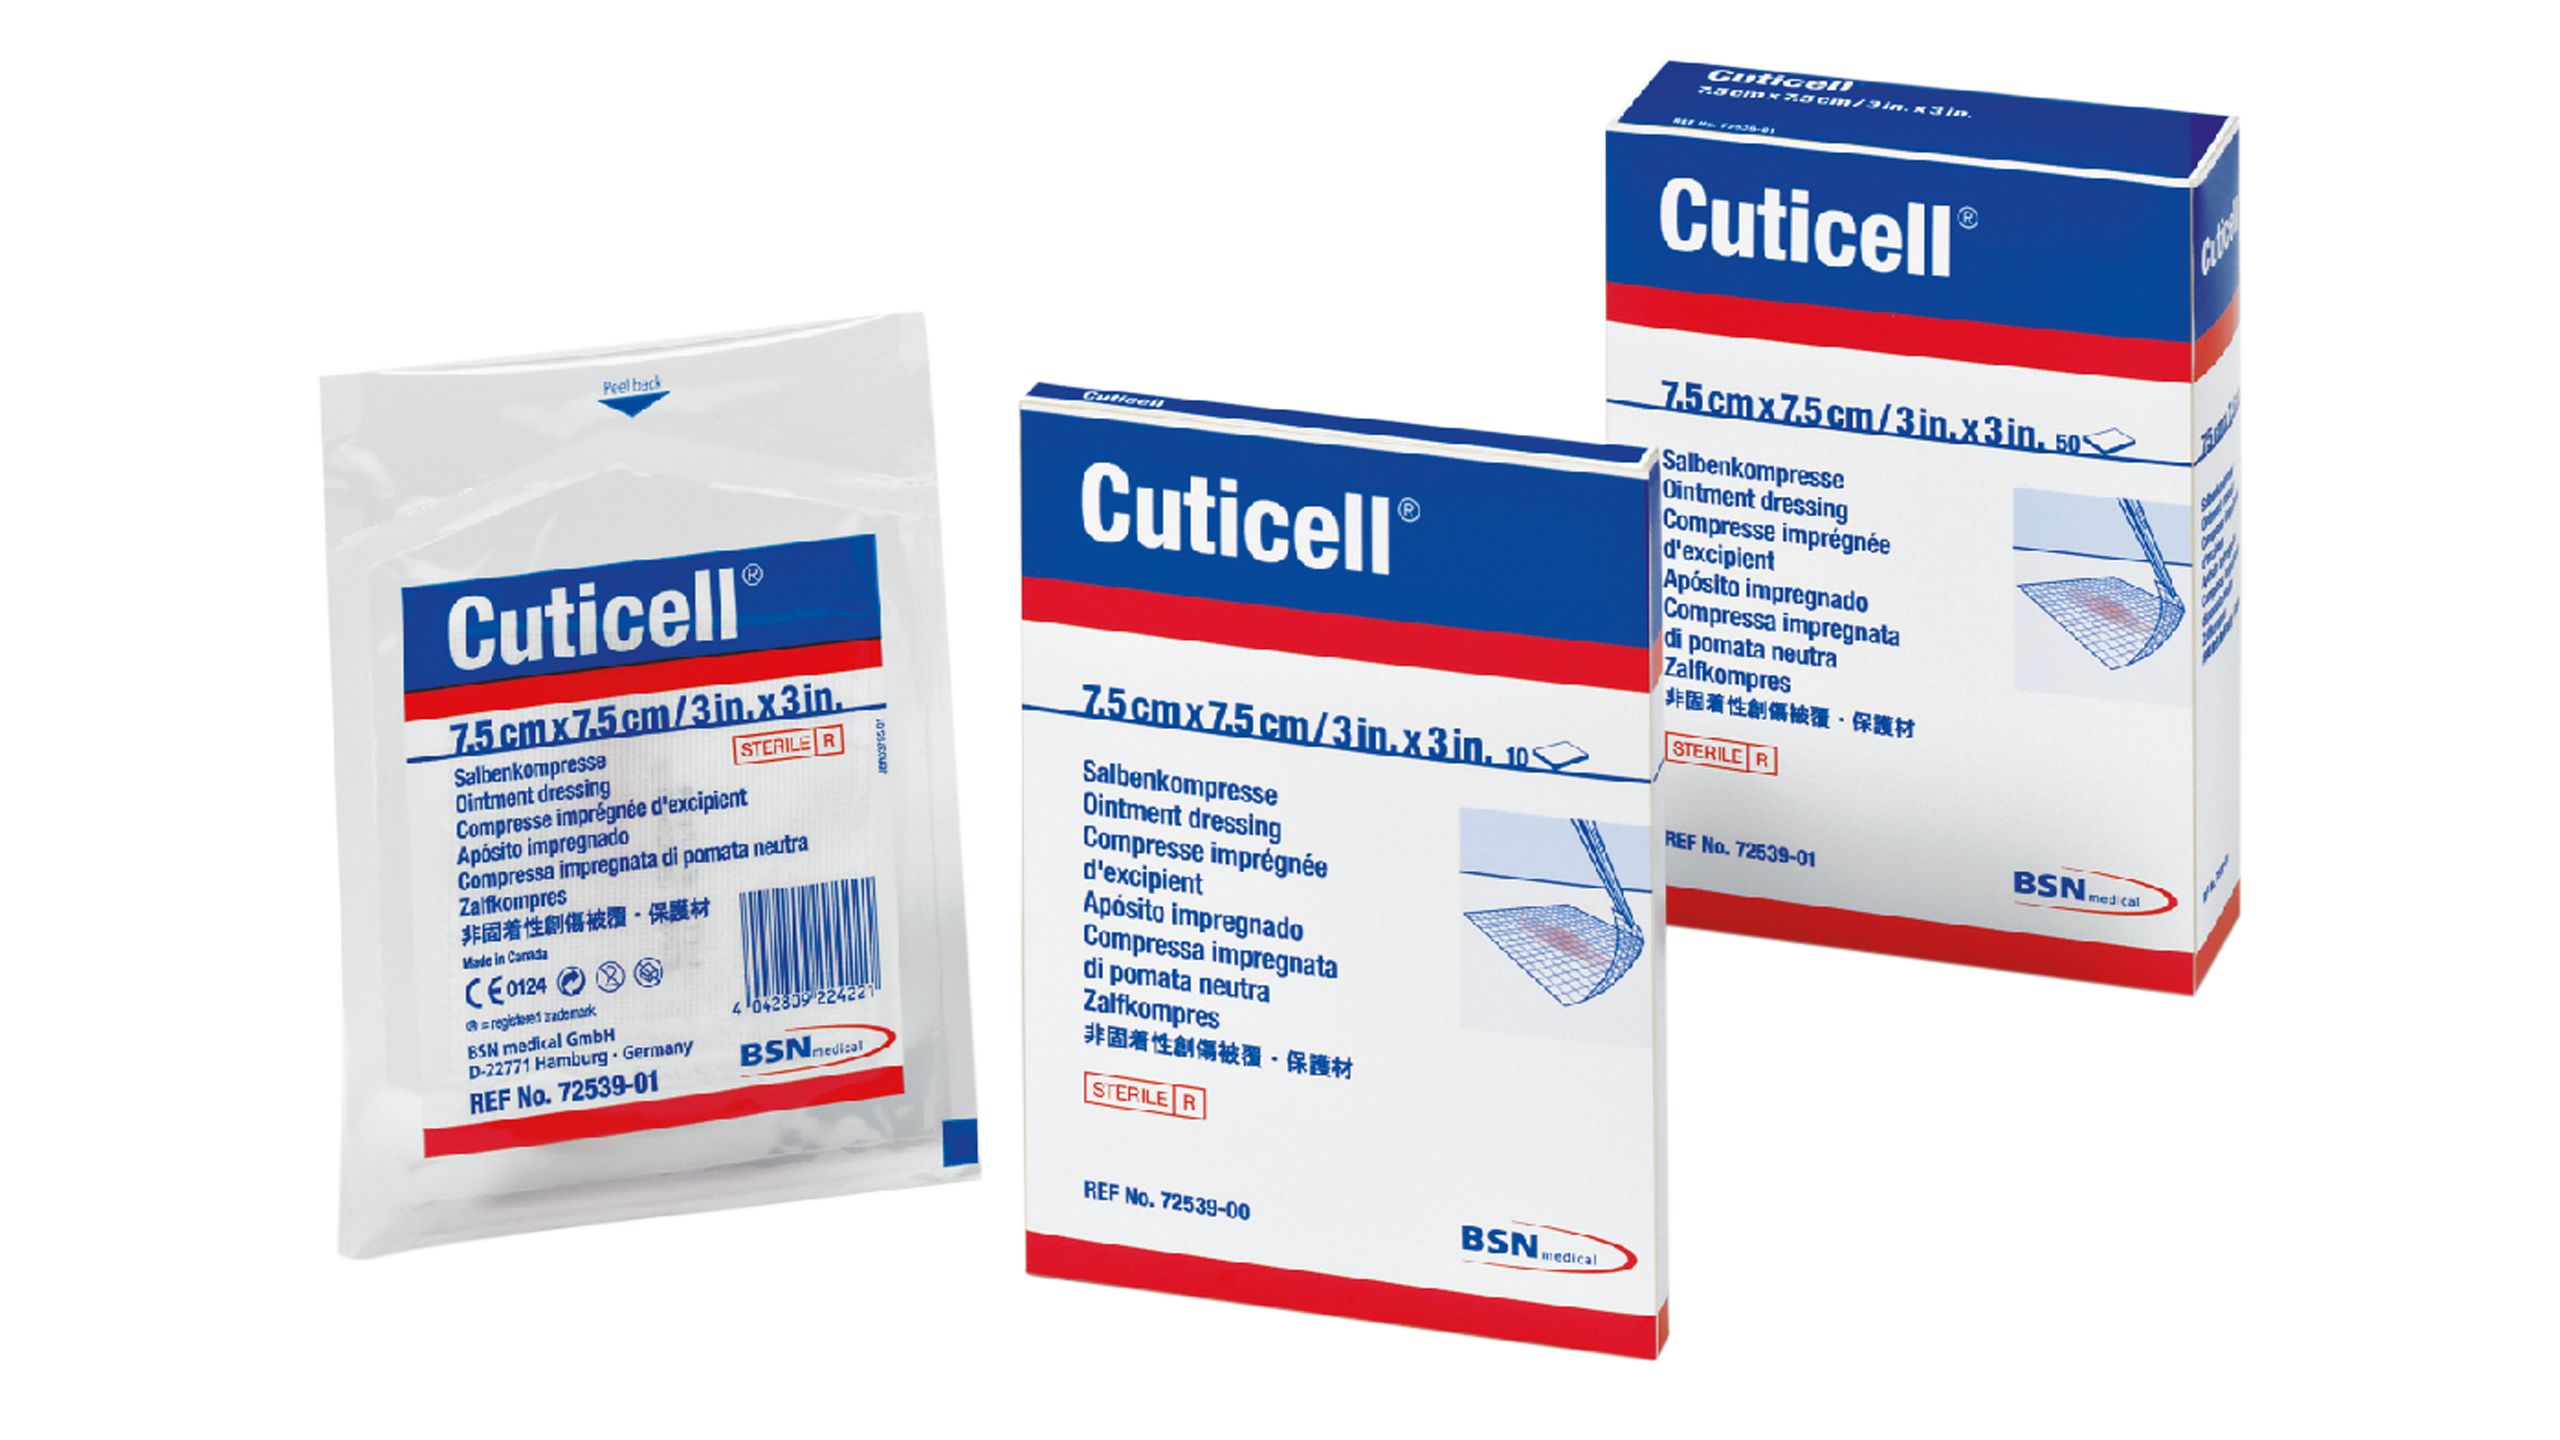 Peel back
Cuticell®
7.5 cm x 7.5 cm / 3 in. x 3 in.
STERILE R
Salbenkompresse
Ointment dressing
Compresse imprégnée d'excipient
Apósito impregnado
Compressa impregnata di pomata neutra
Zalfkompres
非固着性創傷被覆・保護材
Made in Canada
CE 0124
® = registered trademark
BSN medical GmbH
D-22771 Hamburg · Germany
REF No. 72539-01
4 042809 224221
BSN medical
Cuticell
Cuticell®
7.5 cm x 7.5 cm / 3 in. x 3 in. 10
Salbenkompresse
Ointment dressing
Compresse imprégnée
d'excipient
Apósito impregnado
Compressa impregnata
di pomata neutra
Zalfkompres
非固着性創傷被覆・保護材
STERILE R
REF No. 72539-00
BSN medical
Cuticell
7.5 cm x 7.5 cm / 3 in. x 3 in.
REF No. 72539-01
Cuticell®
7.5 cm x 7.5 cm / 3 in. x 3 in. 50
Salbenkompresse
Ointment dressing
Compresse imprégnée
d'excipient
Apósito impregnado
Compressa impregnata
di pomata neutra
Zalfkompres
非固着性創傷被覆・保護材
STERILE R
REF No. 72539-01
BSN medical
Cuticell